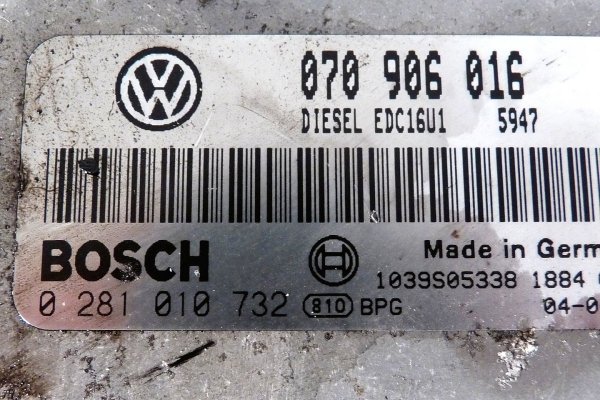 070 906 016
DIESEL EDC16U1 5947
BOSCH
Made in Germ
1039S05338 1884
0 281 010 732 810 BPG
04-0